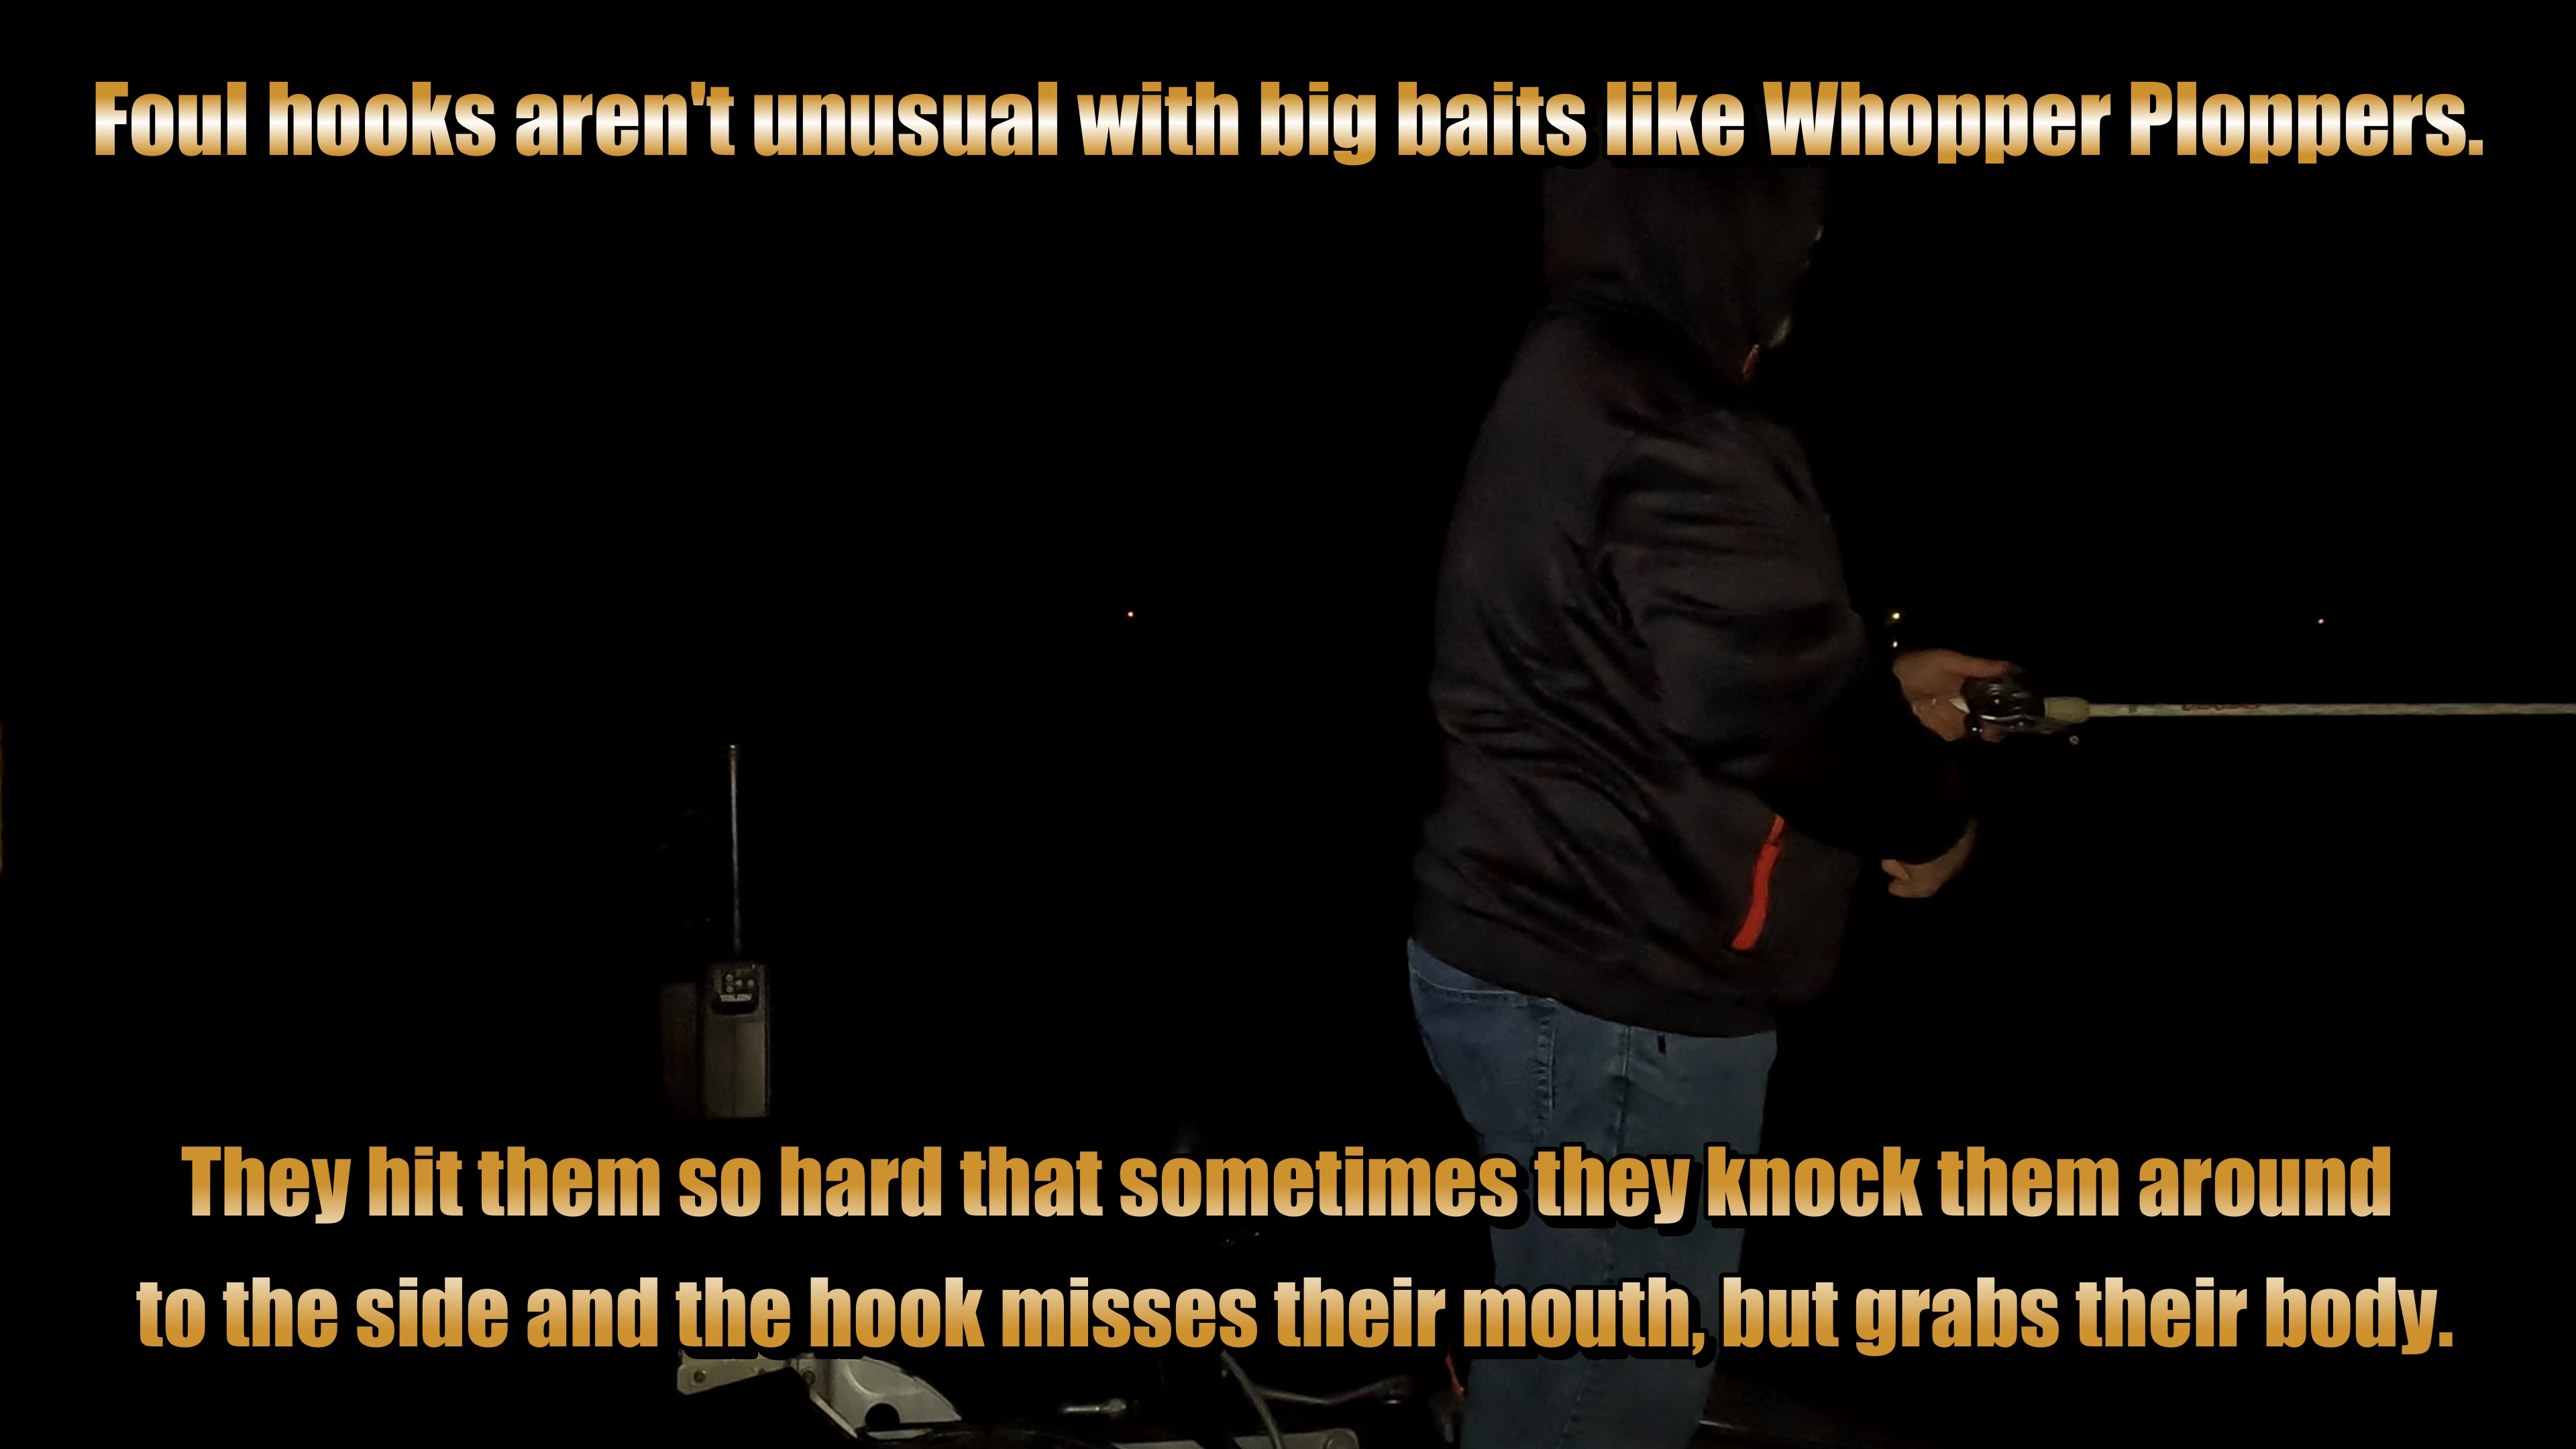 Foul hooks aren't unusual with big baits like Whopper Ploppers.
TALON
They hit them so hard that sometimes they knock them around
to the side and the hook misses their mouth, but grabs their body.